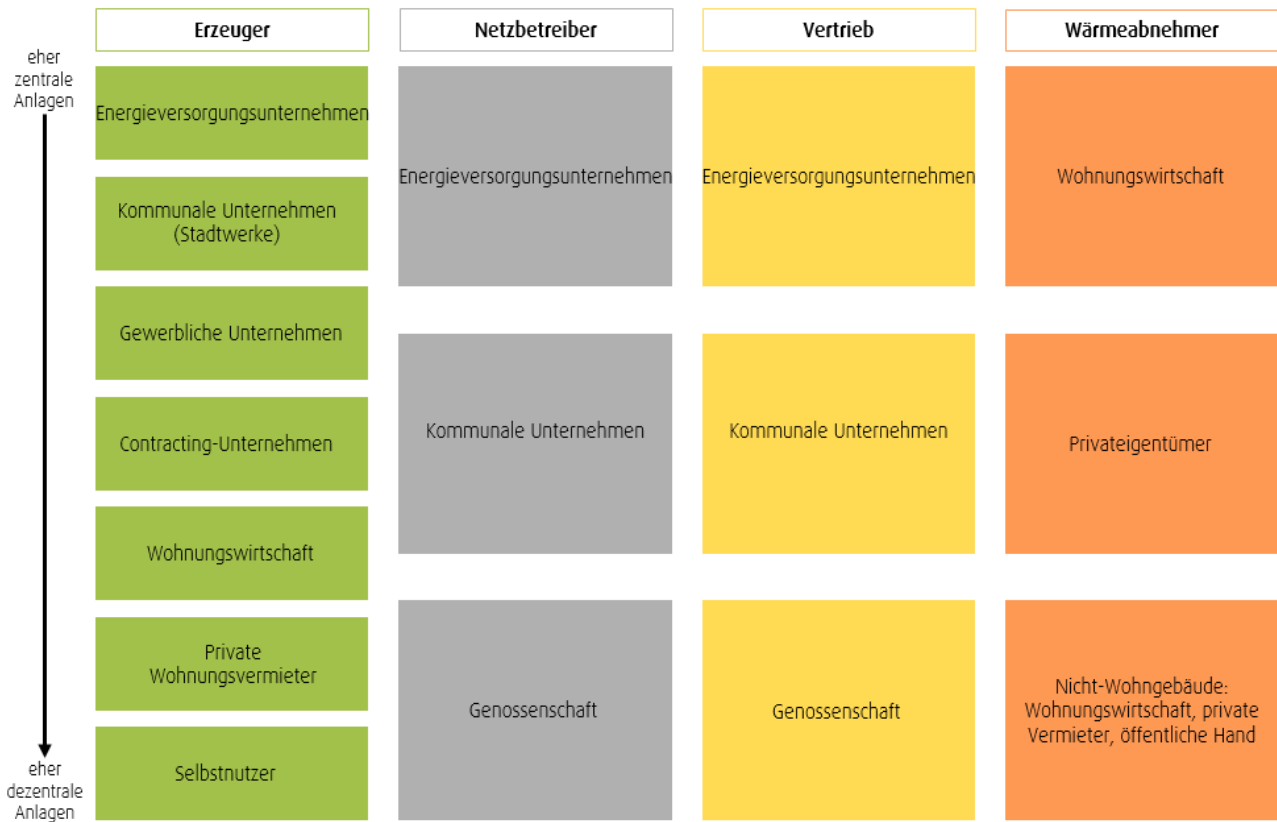 Erzeuger
Netzbetreiber
Vertrieb
Wärmeabnehmer
eher
zentrale
Anlagen
eher
dezentrale
Anlagen
Energieversorgungsunternehmen
Kommunale Unternehmen
(Stadtwerke)
Gewerbliche Unternehmen
Contracting-Unternehmen
Wohnungswirtschaft
Private
Wohnungsvermieter
Selbstnutzer
Energieversorgungsunternehmen
Kommunale Unternehmen
Genossenschaft
Energieversorgungsunternehmen
Kommunale Unternehmen
Genossenschaft
Wohnungswirtschaft
Privateigentümer
Nicht-Wohngebäude:
Wohnungswirtschaft, private
Vermieter, öffentliche Hand